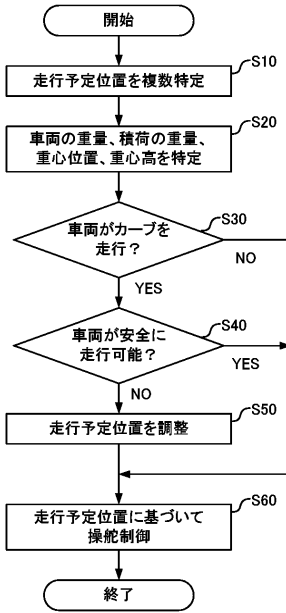 開始
S10
走行予定位置を複数特定
S20
車両の重量、積荷の重量、
重心位置、重心高を特定
S30
車両がカーブを
走行？
NO
YES
S40
車両が安全に
走行可能？
YES
NO
S50
走行予定位置を調整
S60
走行予定位置に基づいて
操舵制御
終了